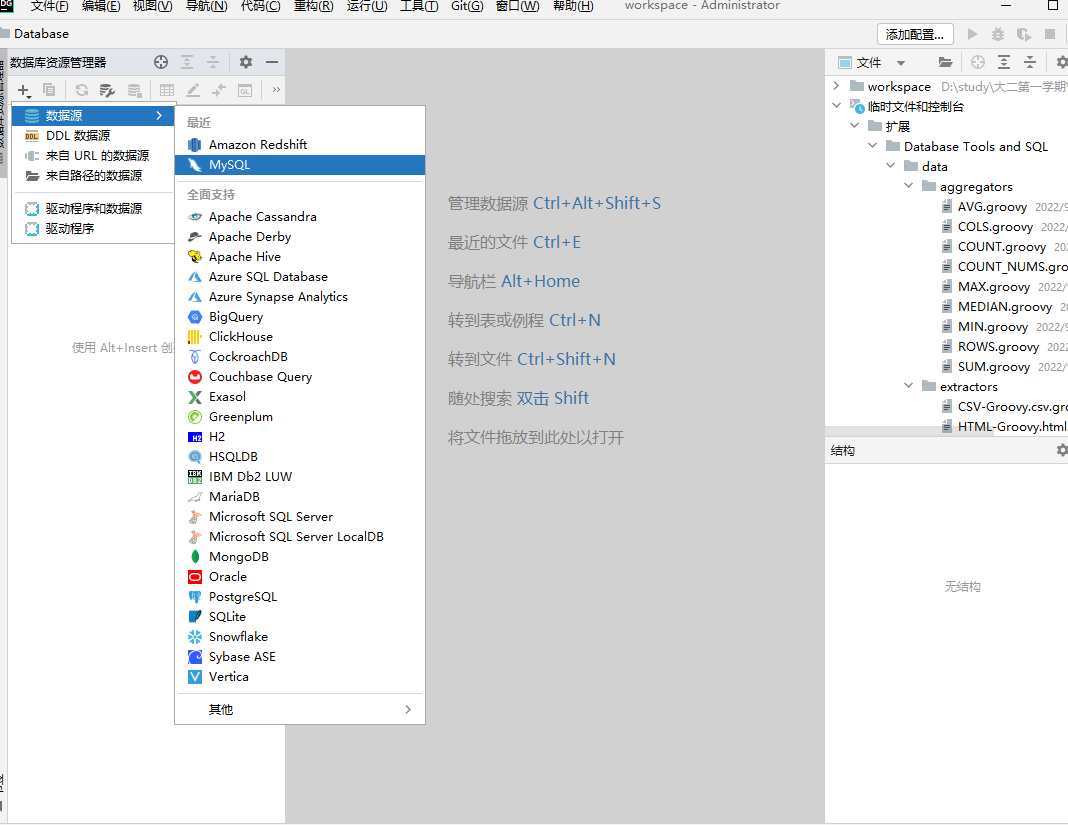 DG 文件(F) 编辑(E) 视图(V) 导航(N) 代码(C) 重构(R) 运行(U) 工具(T) Git(G) 窗口(W) 帮助(H) workspace - Administrator
Database
添加配置...
数据库资源管理器
数据源
DDL 数据源
来自 URL 的数据源
来自路径的数据源
驱动程序和数据源
驱动程序
使用 Alt+Insert 创
最近
Amazon Redshift
MySQL
全面支持
Apache Cassandra
Apache Derby
Apache Hive
Azure SQL Database
Azure Synapse Analytics
BigQuery
ClickHouse
CockroachDB
Couchbase Query
Exasol
Greenplum
H2
HSQLDB
IBM Db2 LUW
MariaDB
Microsoft SQL Server
Microsoft SQL Server LocalDB
MongoDB
Oracle
PostgreSQL
SQLite
Snowflake
Sybase ASE
Vertica
其他
管理数据源 Ctrl+Alt+Shift+S
最近的文件 Ctrl+E
导航栏 Alt+Home
转到表或例程 Ctrl+N
转到文件 Ctrl+Shift+N
随处搜索 双击 Shift
将文件拖放到此处以打开
文件
workspace D:\study\大二第一学期\
临时文件和控制台
扩展
Database Tools and SQL
data
aggregators
AVG.groovy 2022/9
COLS.groovy 2022/
COUNT.groovy 202
COUNT_NUMS.gro
MAX.groovy 2022/
MEDIAN.groovy 2
MIN.groovy 2022/9
ROWS.groovy 2022
SUM.groovy 2022/
extractors
CSV-Groovy.csv.gro
HTML-Groovy.html
结构
无结构